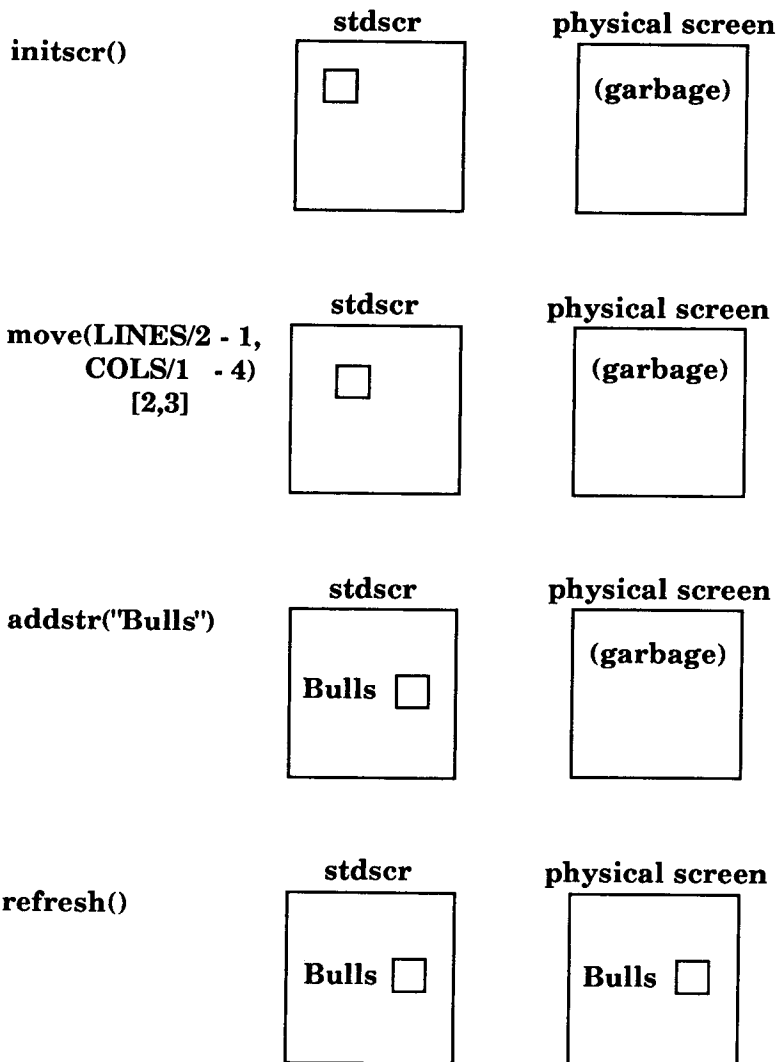 stdscr physical screen
initscr()
(garbage)
stdscr physical screen
move(LINES/2 - 1,
COLS/1 - 4)
[2,3]
(garbage)
stdscr physical screen
addstr("Bulls")
(garbage)
Bulls
stdscr physical screen
refresh()
Bulls Bulls